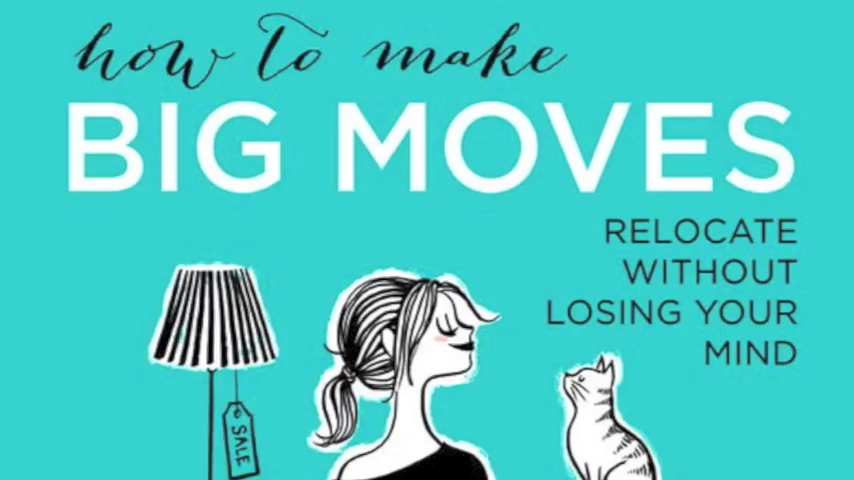 how to make
BIG MOVES
RELOCATE
WITHOUT
LOSING YOUR
MIND
SALE